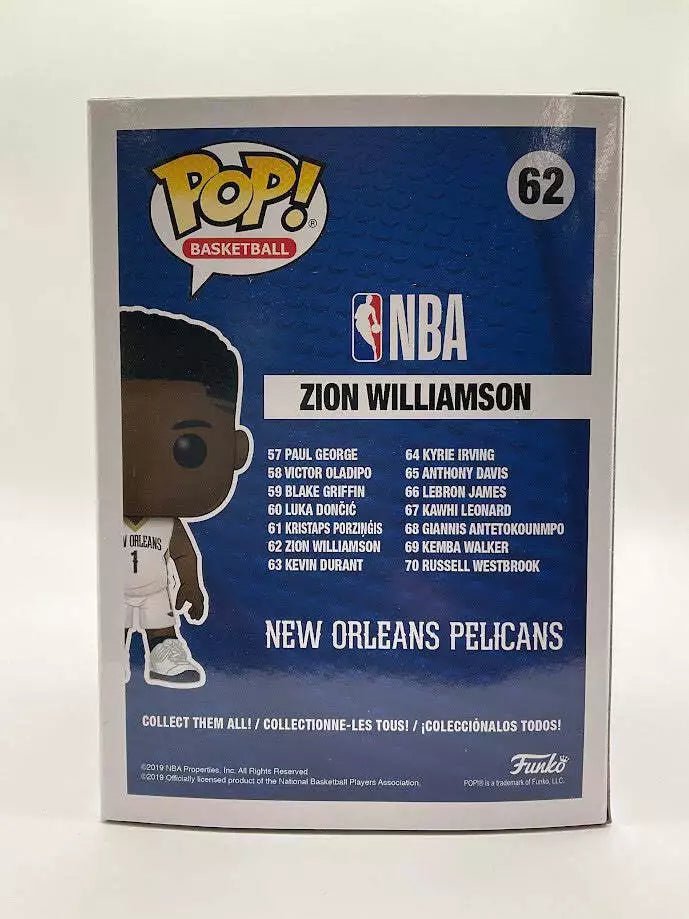 POP!®
BASKETBALL
62
NBA
ZION WILLIAMSON
57 PAUL GEORGE
58 VICTOR OLADIPO
59 BLAKE GRIFFIN
60 LUKA DONČIĆ
61 KRISTAPS PORZIŅĢIS
62 ZION WILLIAMSON
63 KEVIN DURANT
64 KYRIE IRVING
65 ANTHONY DAVIS
66 LEBRON JAMES
67 KAWHI LEONARD
68 GIANNIS ANTETOKOUNMPO
69 KEMBA WALKER
70 RUSSELL WESTBROOK
W ORLEANS
1
NEW ORLEANS PELICANS
COLLECT THEM ALL! / COLLECTIONNE-LES TOUS! / ¡COLECCIÓNALOS TODOS!
©2019 NBA Properties, Inc. All Rights Reserved
©2019 Officially licensed product of the National Basketball Players Association.
Funko
POP!® is a trademark of Funko, LLC.